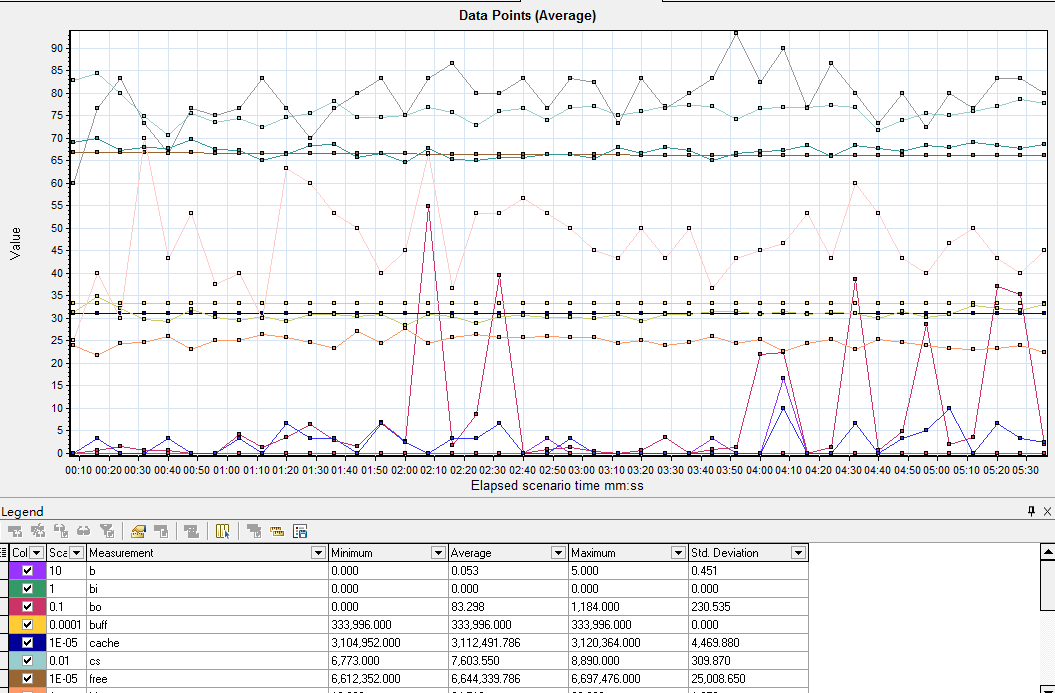 Data Points (Average)
90
85
80
75
70
65
60
55
50
45
40
35
30
25
20
15
10
5
0
Value
00:10 00:20 00:30 00:40 00:50 01:00 01:10 01:20 01:30 01:40 01:50 02:00 02:10 02:20 02:30 02:40 02:50 03:00 03:10 03:20 03:30 03:40 03:50 04:00 04:10 04:20 04:30 04:40 04:50 05:00 05:10 05:20 05:30
Elapsed scenario time mm:ss
Legend
Col Sca Measurement Minimum Average Maximum Std. Deviation
10 b 0.000 0.053 5.000 0.451
1 bi 0.000 0.000 0.000 0.000
0.1 bo 0.000 83.298 1,184.000 230.535
0.0001 buff 333,996.000 333,996.000 333,996.000 0.000
1E-05 cache 3,104,952.000 3,112,491.786 3,120,364.000 4,469.880
0.01 cs 6,773.000 7,603.550 8,890.000 309.870
1E-05 free 6,612,352.000 6,644,339.786 6,697,476.000 25,008.650